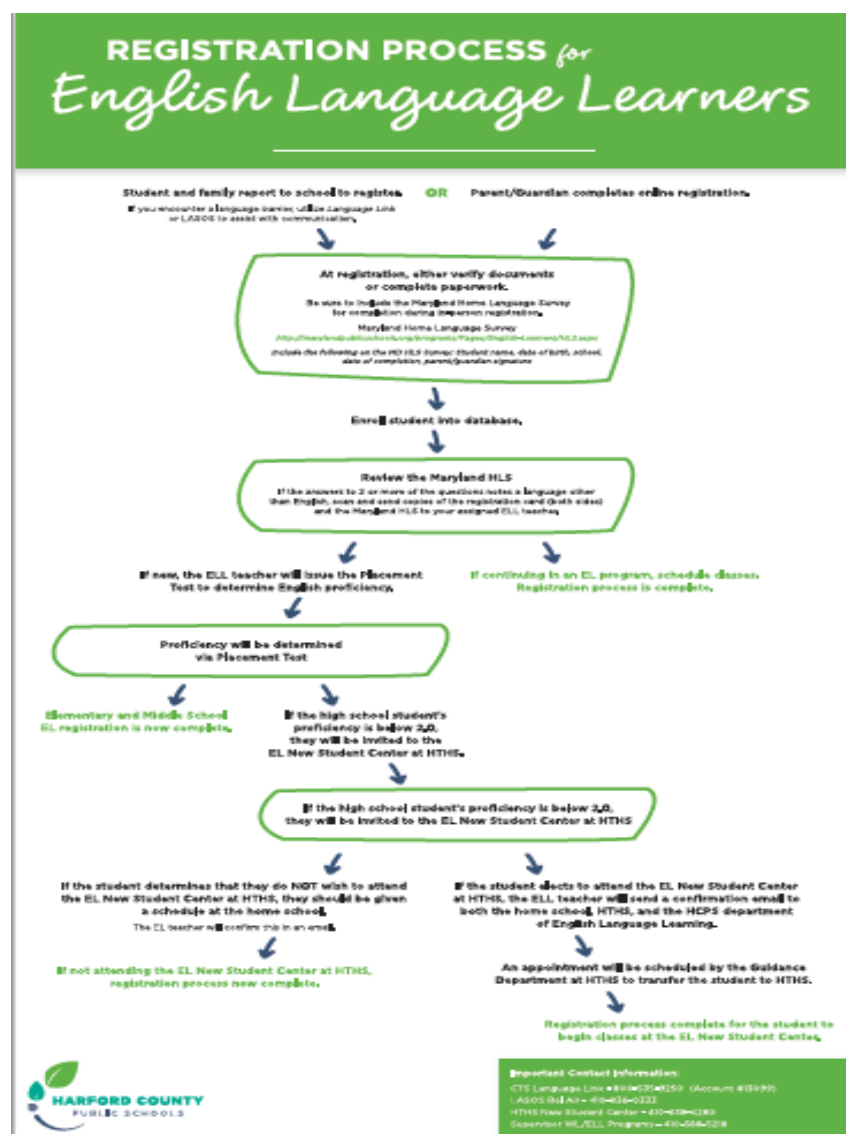 REGISTRATION PROCESS for
English Language Learners
Student and family report to school to register. OR Parent/Guardian completes online registration.
If you encounter a language barrier, utilize Language Link
or LASOS to assist with communication.
At registration, either verify documents
or complete paperwork.
Be sure to include the Maryland Home Language Survey
for completion during in-person registration.
Maryland Home Language Survey
Include the following on the MD HLS Survey: Student name, date of birth, school,
date of completion, parent/guardian signature
Enroll student into database.
Review the Maryland HLS
If the answers to 2 or more of the questions notes a language other
than English, scan and send copies of the registration card (both sides)
and the Maryland HLS to your assigned ELL teacher.
If new, the ELL teacher will issue the Placement
Test to determine English proficiency.
If continuing in an EL program, schedule classes.
Registration process is complete.
Proficiency will be determined
via Placement Test
Elementary and Middle School
EL registration is now complete.
If the high school student's
proficiency is below 2.0,
they will be invited to the
EL New Student Center at HTHS.
If the high school student's proficiency is below 2.0,
they will be invited to the EL New Student Center at HTHS
If the student determines that they do NOT wish to attend
the EL New Student Center at HTHS, they should be given
a schedule at the home school.
The EL teacher will confirm this in an email.
If not attending the EL New Student Center at HTHS,
registration process now complete.
If the student elects to attend the EL New Student Center
at HTHS, the ELL teacher will send a confirmation email to
both the home school, HTHS, and the HCPS department
of English Language Learning.
An appointment will be scheduled by the Guidance
Department at HTHS to transfer the student to HTHS.
Registration process complete for the student to
begin classes at the EL New Student Center.
HARFORD COUNTY
PUBLIC SCHOOLS
Important Contact Information:
CTS Language Link
LASOS Bel Air
HTHS New Student Center
Supervisor WL/ELL Programs